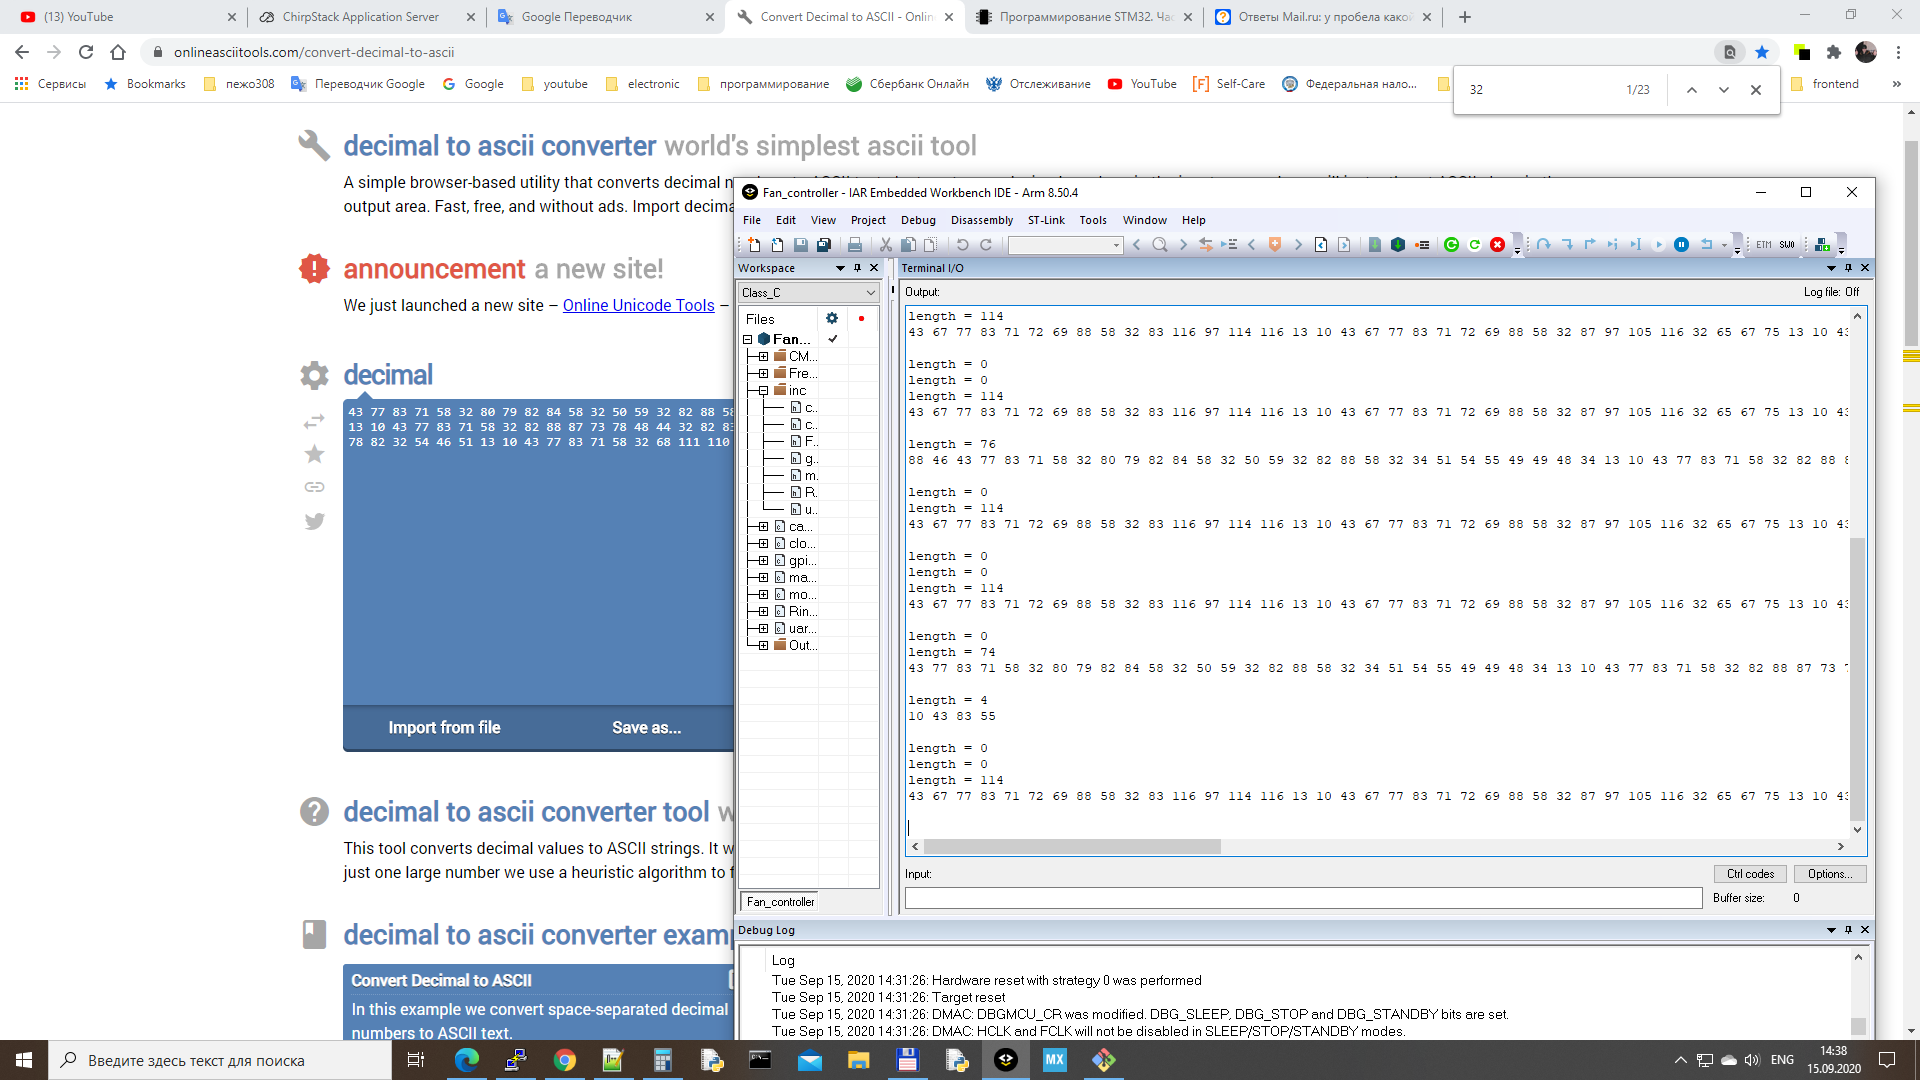 (13) YouTube
ChirpStack Application Server
Google Переводчик
Convert Decimal to ASCII - Onlin
Программирование STM32. Час
Ответы Mail.ru: у пробела како
onlineasciitools.com/convert-decimal-to-ascii
Сервисы
Bookmarks
пежо308
Переводчик Google
Google
youtube
electronic
программирование
Сбербанк Онлайн
Отслеживание
YouTube
Self-Care
Федеральная нало...
frontend
»
32
1/23
decimal to ascii converter world's simplest ascii tool
A simple browser-based utility that converts decimal n
output area. Fast, free, and without ads. Import decima
announcement a new site!
We just launched a new site – Online Unicode Tools –
decimal
43 77 83 71 58 32 80 79 82 84 58 32 50 59 32 82 88 58
13 10 43 77 83 71 58 32 82 88 87 73 78 48 44 32 82 83
78 82 32 54 46 51 13 10 43 77 83 71 58 32 68 111 110
Import from file
Save as...
decimal to ascii converter tool w
This tool converts decimal values to ASCII strings. It w
just one large number we use a heuristic algorithm to f
decimal to ascii converter exam
Convert Decimal to ASCII
In this example we convert space-separated decimal
numbers to ASCII text.
Fan_controller - IAR Embedded Workbench IDE - Arm 8.50.4
File Edit View Project Debug Disassembly ST-Link Tools Window Help
ETM SWO
Workspace
Class_C
Files
Fan...
CM...
Fre...
inc
c..
c..
F..
g..
m.
R.
u..
ca...
clo...
gpi...
ma...
mo...
Rin...
uar...
Out...
Fan_controller
Terminal I/O
Output:
Log file: Off
length = 114
43 67 77 83 71 72 69 88 58 32 83 116 97 114 116 13 10 43 67 77 83 71 72 69 88 58 32 87 97 105 116 32 65 67 75 13 10 43
length = 0
length = 0
length = 114
43 67 77 83 71 72 69 88 58 32 83 116 97 114 116 13 10 43 67 77 83 71 72 69 88 58 32 87 97 105 116 32 65 67 75 13 10 43
length = 76
88 46 43 77 83 71 58 32 80 79 82 84 58 32 50 59 32 82 88 58 32 34 51 54 55 49 49 48 34 13 10 43 77 83 71 58 32 82 88 8
length = 0
length = 114
43 67 77 83 71 72 69 88 58 32 83 116 97 114 116 13 10 43 67 77 83 71 72 69 88 58 32 87 97 105 116 32 65 67 75 13 10 43
length = 0
length = 0
length = 114
43 67 77 83 71 72 69 88 58 32 83 116 97 114 116 13 10 43 67 77 83 71 72 69 88 58 32 87 97 105 116 32 65 67 75 13 10 43
length = 0
length = 74
43 77 83 71 58 32 80 79 82 84 58 32 50 59 32 82 88 58 32 34 51 54 55 49 49 48 34 13 10 43 77 83 71 58 32 82 88 87 73 7
length = 4
10 43 83 55
length = 0
length = 0
length = 114
43 67 77 83 71 72 69 88 58 32 83 116 97 114 116 13 10 43 67 77 83 71 72 69 88 58 32 87 97 105 116 32 65 67 75 13 10 43
Input:
Ctrl codes
Options...
Buffer size: 0
Debug Log
Log
Tue Sep 15, 2020 14:31:26: Hardware reset with strategy 0 was performed
Tue Sep 15, 2020 14:31:26: Target reset
Tue Sep 15, 2020 14:31:26: DMAC: DBGMCU_CR was modified. DBG_SLEEP, DBG_STOP and DBG_STANDBY bits are set.
Tue Sep 15, 2020 14:31:26: DMAC: HCLK and FCLK will not be disabled in SLEEP/STOP/STANDBY modes.
Введите здесь текст для поиска
MX
ENG
14:38
15.09.2020